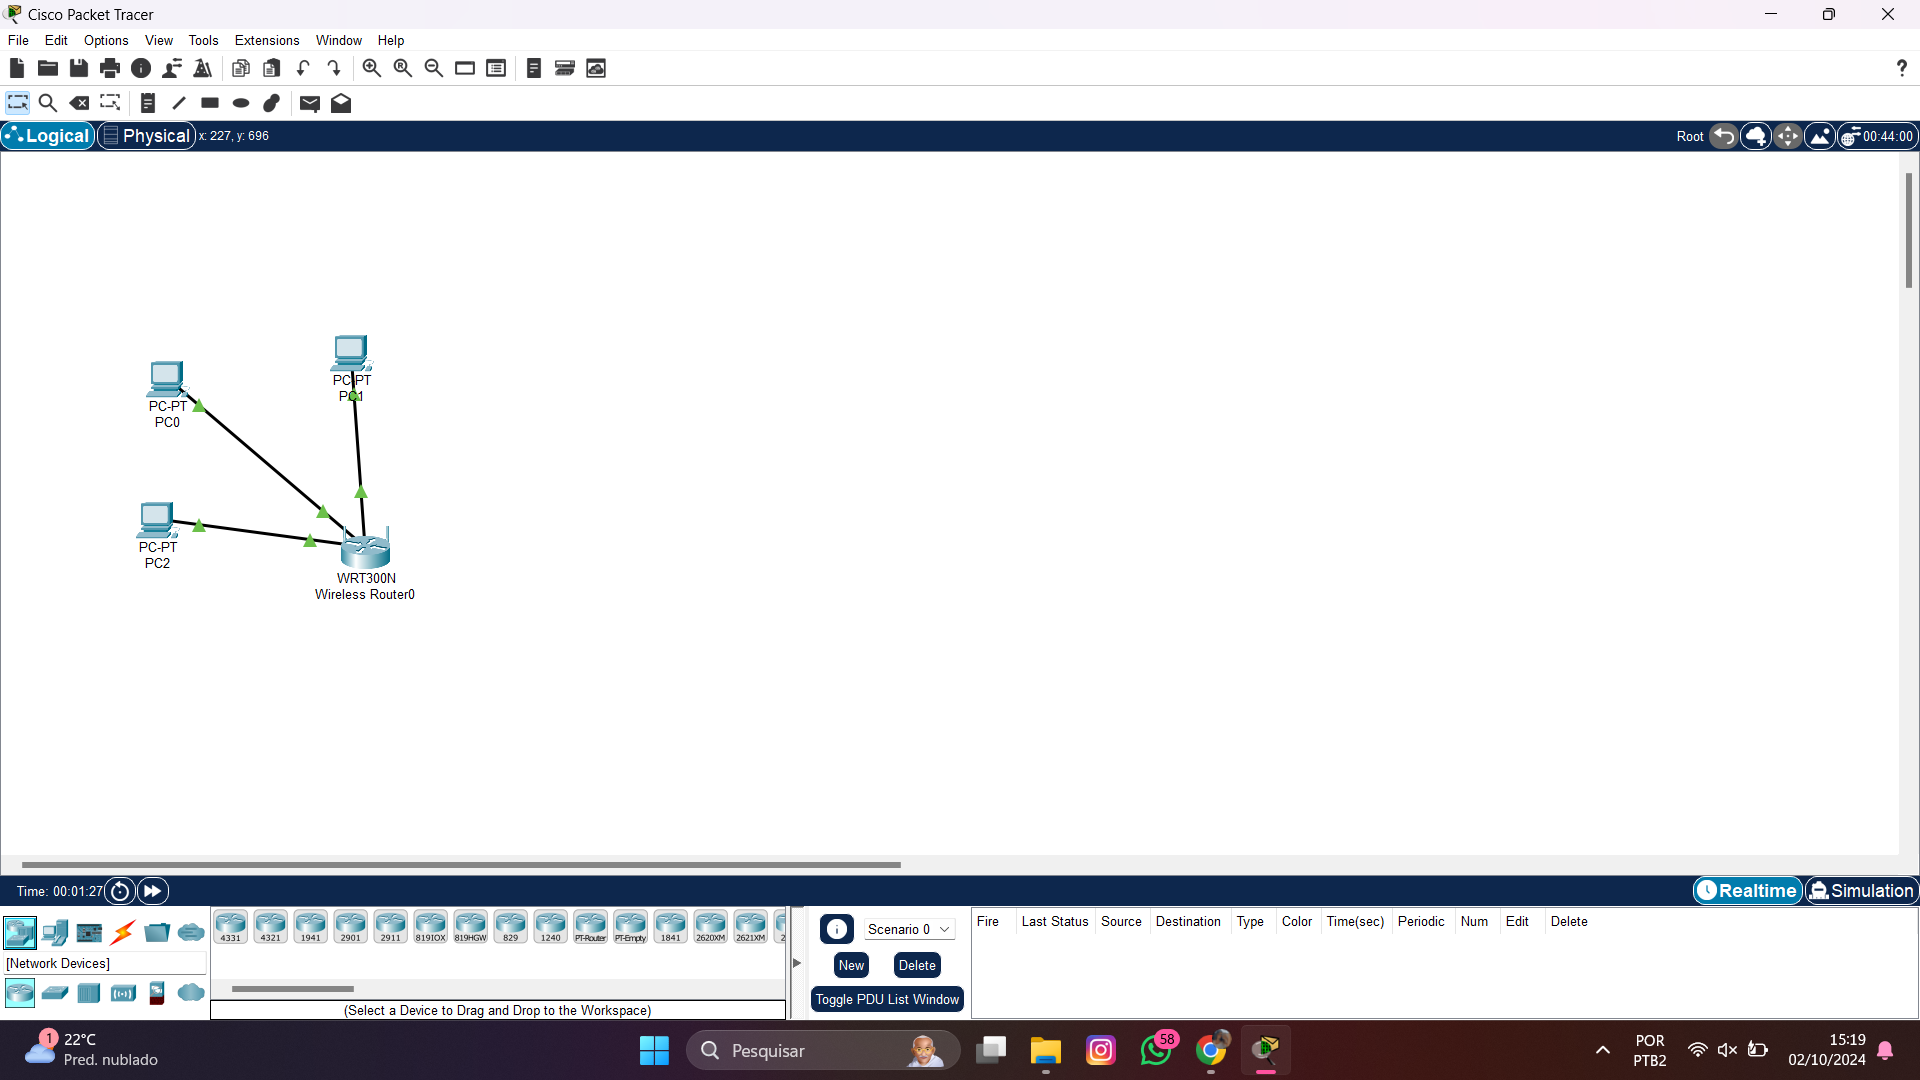 Cisco Packet Tracer
File Edit Options View Tools Extensions Window Help
?
Logical Physical x: 227, y: 696 Root 00:44:00
PC-PT
PC1
PC-PT
PC0
PC-PT
PC2
WRT300N
Wireless Router0
Time: 00:01:27 Realtime Simulation
4331 4321 1941 2901 2911 819IOX 819HGW 829 1240 PT-Router PT-Empty 1841 2620XM 2621XM 2
[Network Devices]
(Select a Device to Drag and Drop to the Workspace)
Scenario 0
New Delete
Toggle PDU List Window
Fire Last Status Source Destination Type Color Time(sec) Periodic Num Edit Delete
1 22°C
Pred. nublado
Pesquisar
58
POR
PTB2
15:19
02/10/2024